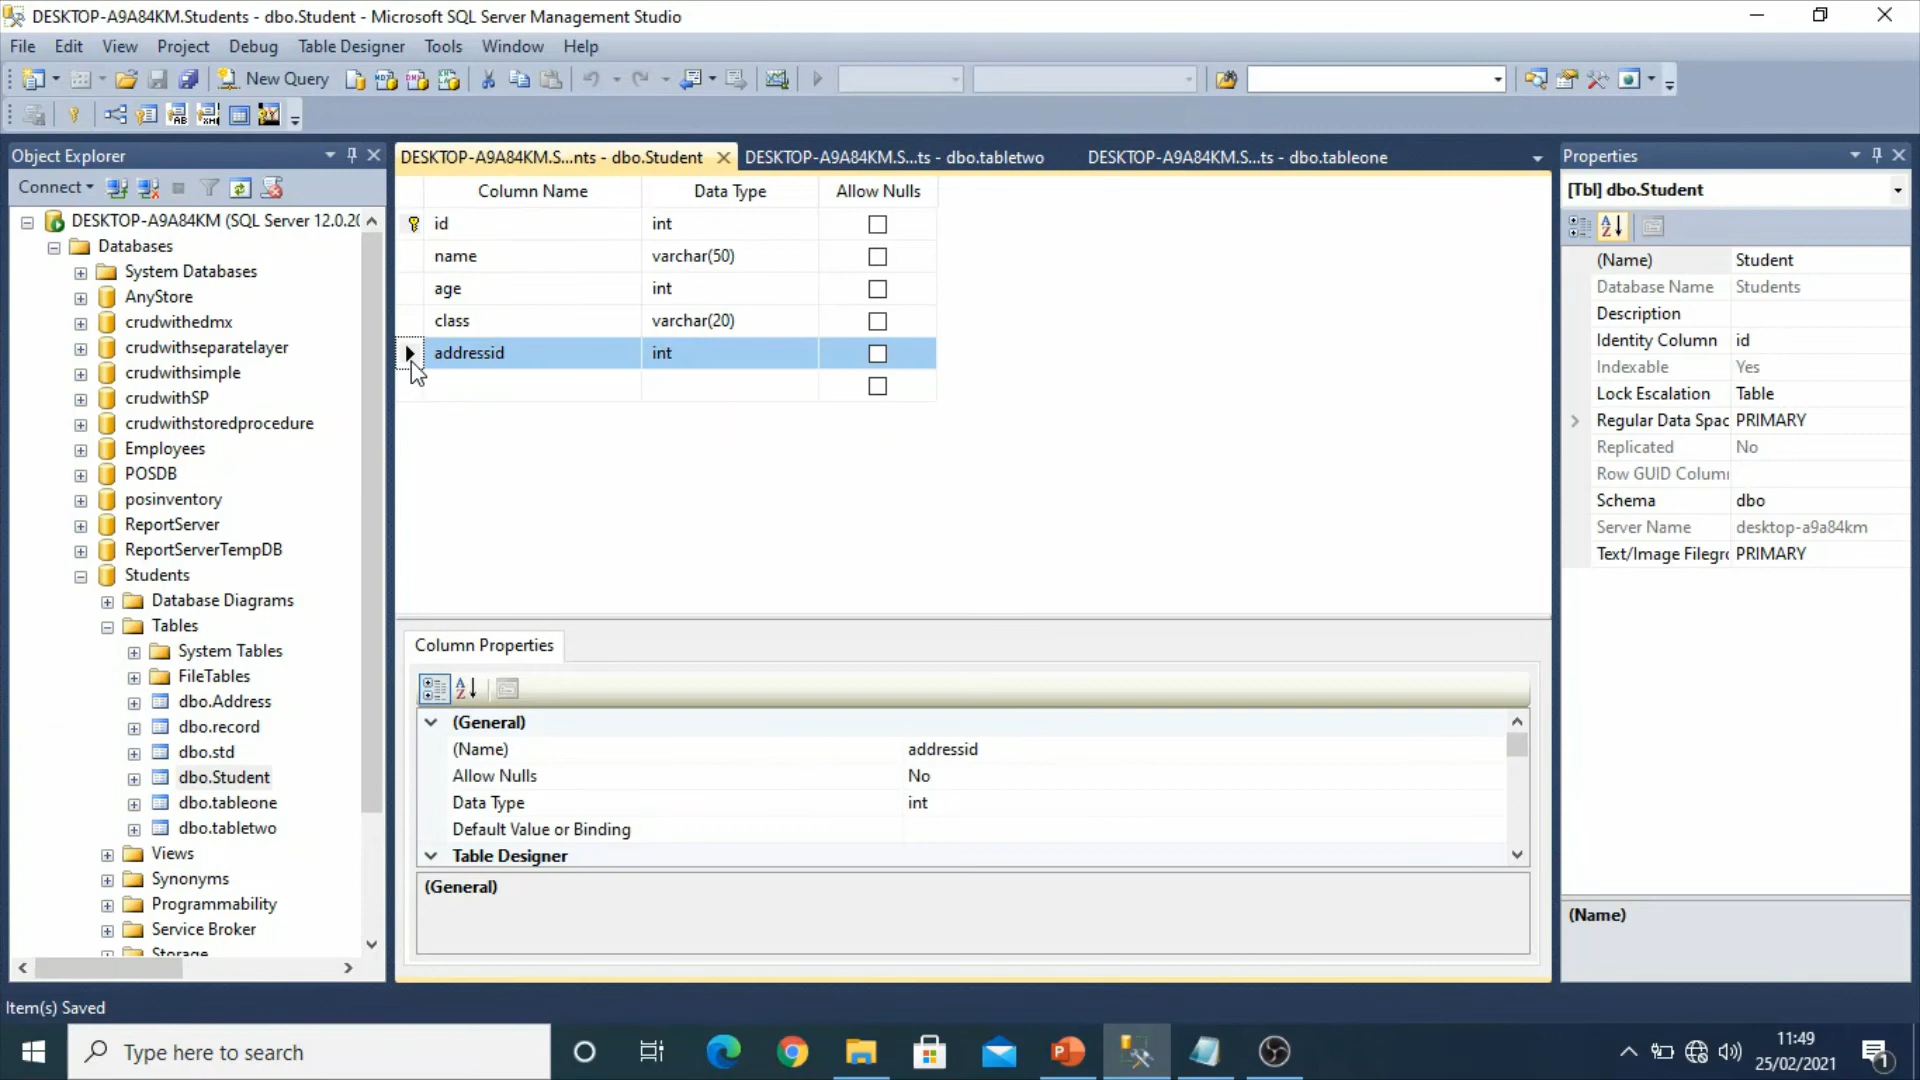 DESKTOP-A9A84KM.Students - dbo.Student - Microsoft SQL Server Management Studio
File Edit View Project Debug Table Designer Tools Window Help
New Query
Object Explorer
Connect
DESKTOP-A9A84KM (SQL Server 12.0.20
Databases
System Databases
AnyStore
crudwithedmx
crudwithseparatelayer
crudwithsimple
crudwithSP
crudwithstoredprocedure
Employees
POSDB
posinventory
ReportServer
ReportServerTempDB
Students
Database Diagrams
Tables
System Tables
FileTables
dbo.Address
dbo.record
dbo.std
dbo.Student
dbo.tableone
dbo.tabletwo
Views
Synonyms
Programmability
Service Broker
Storage
DESKTOP-A9A84KM.S...nts - dbo.Student DESKTOP-A9A84KM.S...ts - dbo.tabletwo DESKTOP-A9A84KM.S...ts - dbo.tableone
Column Name Data Type Allow Nulls
id int
name varchar(50)
age int
class varchar(20)
addressid int
Column Properties
(General)
(Name) addressid
Allow Nulls No
Data Type int
Default Value or Binding
Table Designer
(General)
Properties
[Tbl] dbo.Student
(Name) Student
Database Name Students
Description
Identity Column id
Indexable Yes
Lock Escalation Table
Regular Data Spac PRIMARY
Replicated No
Row GUID Column
Schema dbo
Server Name desktop-a9a84km
Text/Image Filegro PRIMARY
(Name)
Item(s) Saved
Type here to search
11:49
25/02/2021
1